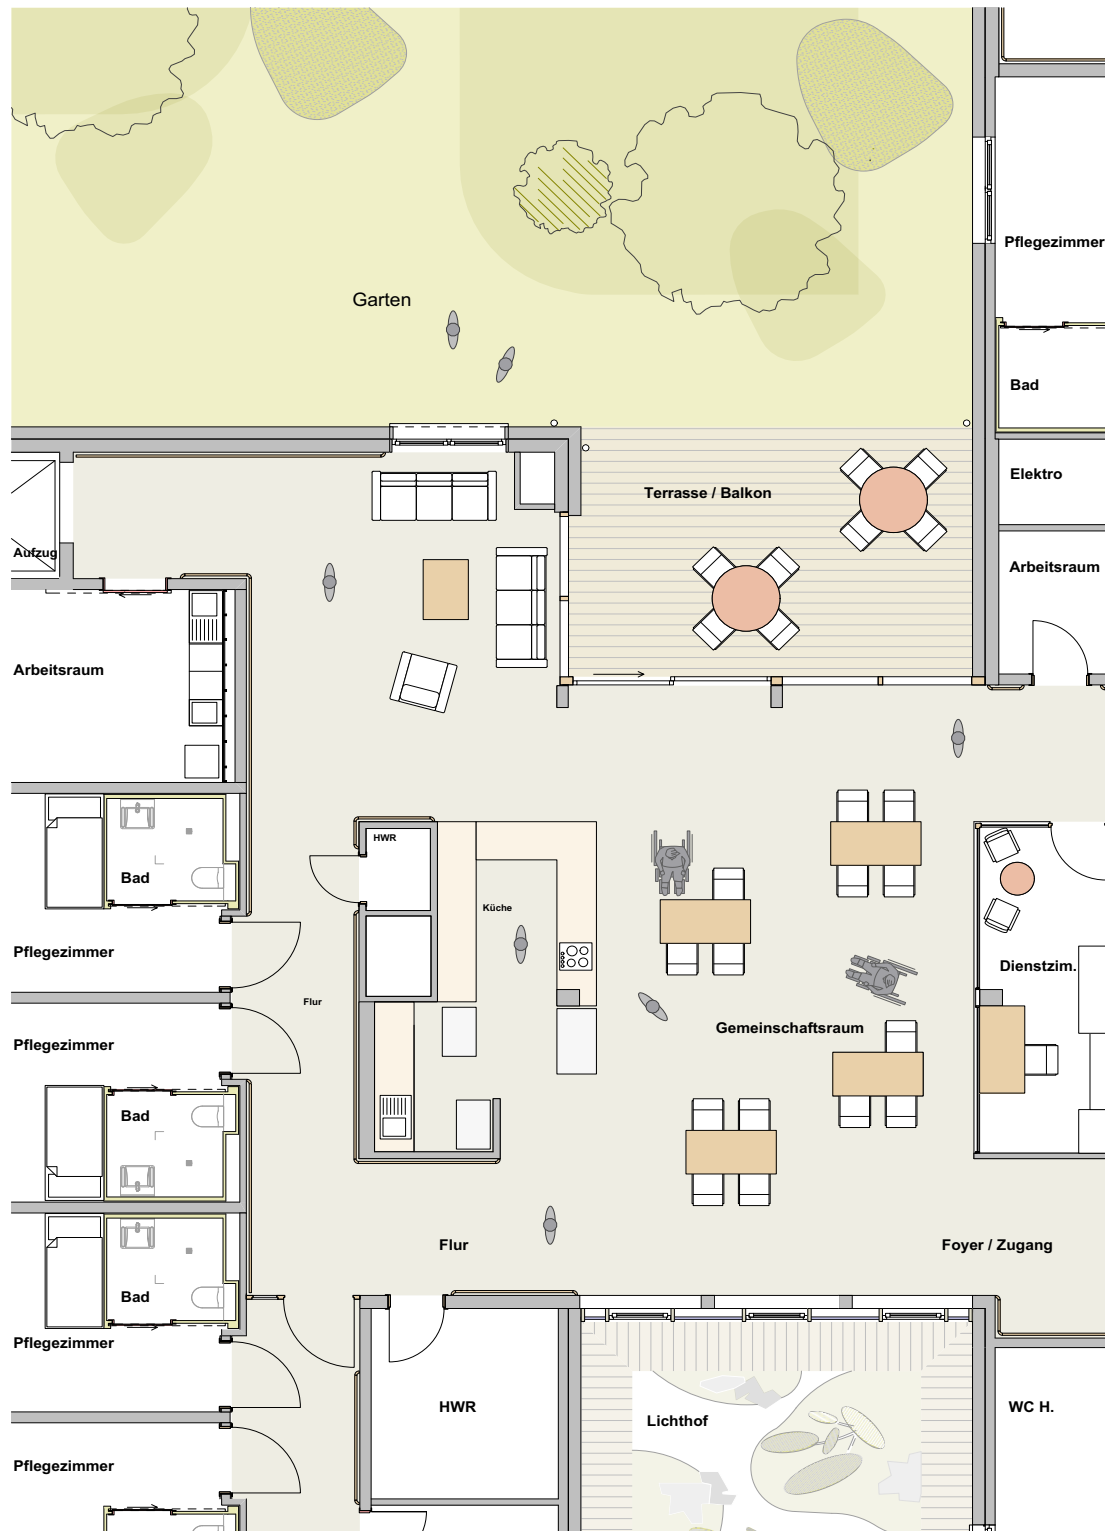 Pflegezimmer
Garten
Bad
Elektro
Terrasse / Balkon
Aufzug
Arbeitsraum
Arbeitsraum
HWR
Bad
Küche
Pflegezimmer
Dienstzim.
Flur
Gemeinschaftsraum
Pflegezimmer
Bad
Flur
Foyer / Zugang
Bad
Pflegezimmer
HWR
Lichthof
WC H.
Pflegezimmer